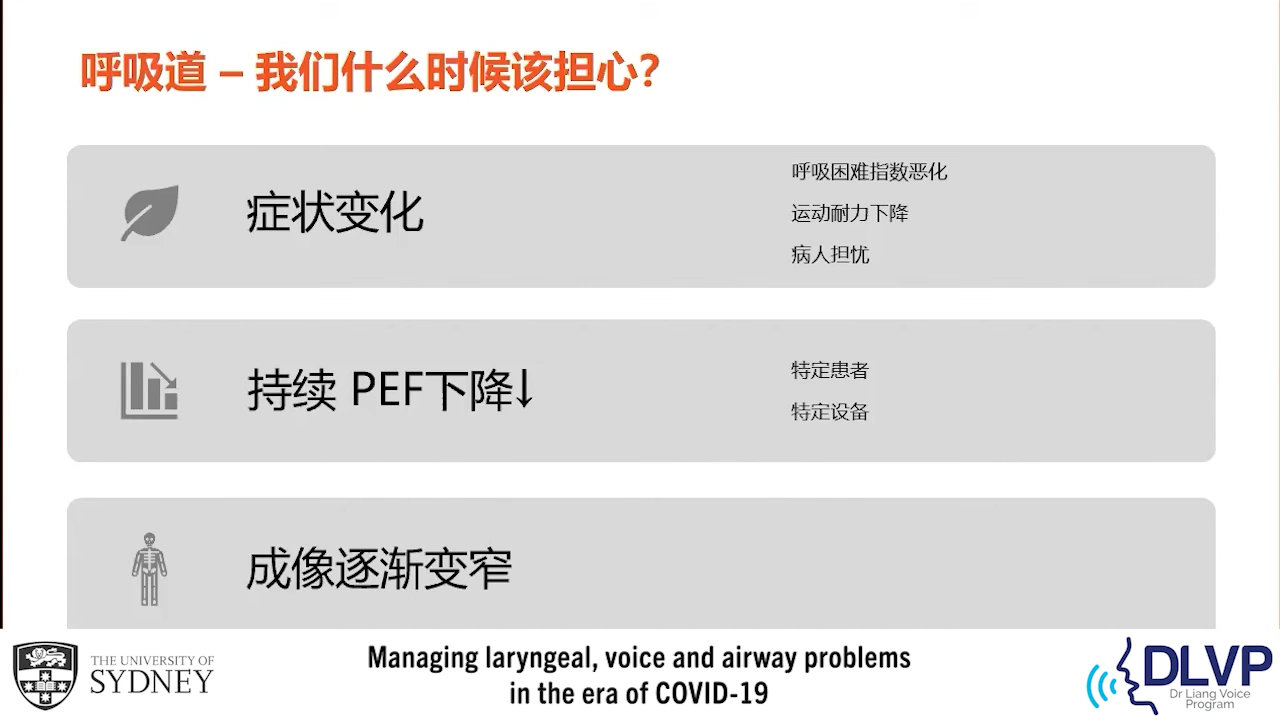 呼吸道 – 我们什么时候该担心?
症状变化
呼吸困难指数恶化
运动耐力下降
病人担忧
持续 PEF下降↓
特定患者
特定设备
成像逐渐变窄
THE UNIVERSITY OF
SYDNEY
Managing laryngeal, voice and airway problems
in the era of COVID-19
DLVP
Dr Liang Voice
Program